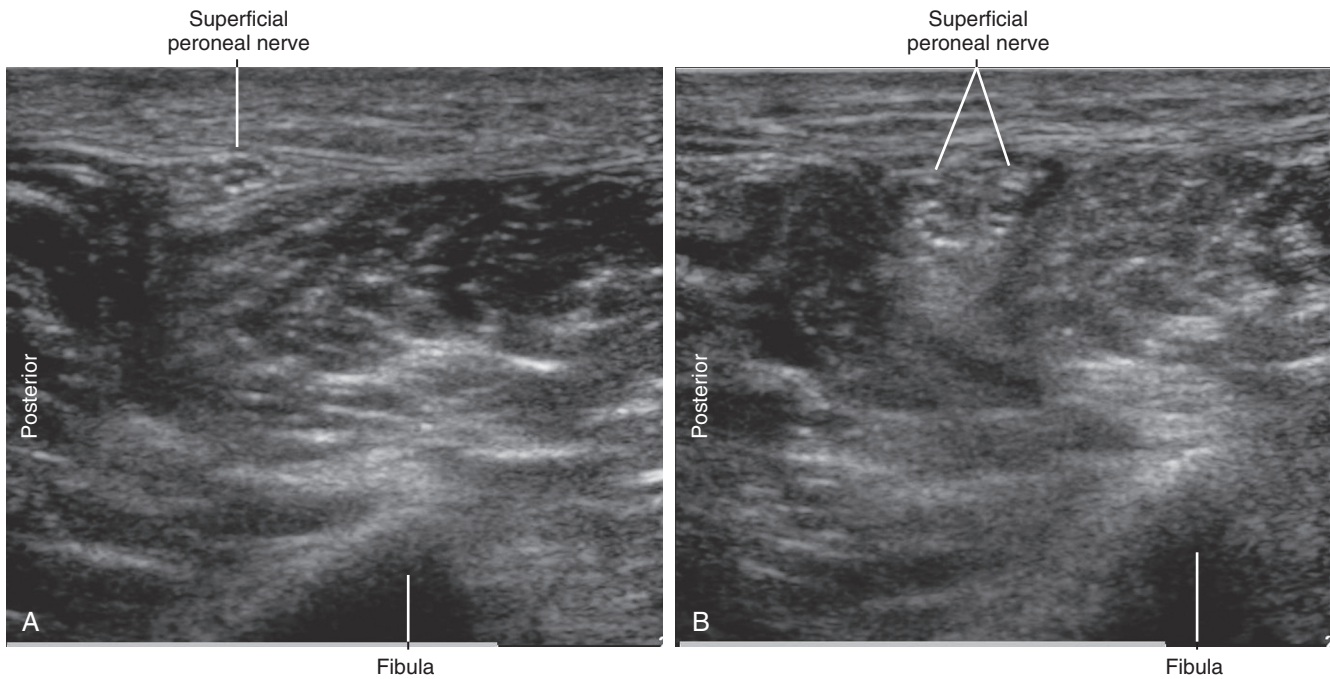 Superficial
peroneal nerve
Superficial
peroneal nerve
Posterior
Posterior
A
B
Fibula
Fibula